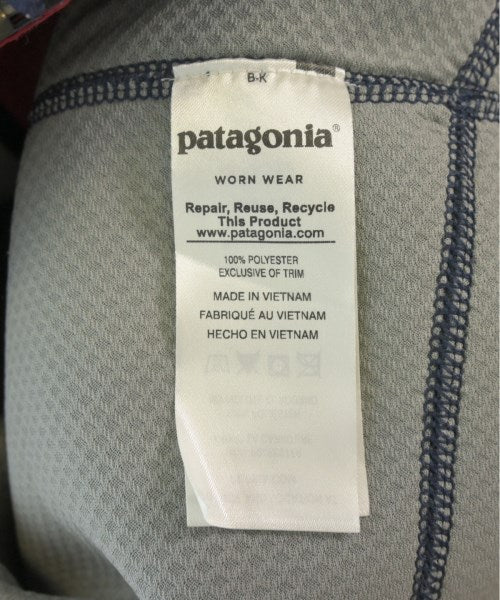 B-K
patagonia®
WORN WEAR
Repair, Reuse, Recycle
This Product
www.patagonia.com
100% POLYESTER
EXCLUSIVE OF TRIM
MADE IN VIETNAM
FABRIQUÉ AU VIETNAM
HECHO EN VIETNAM